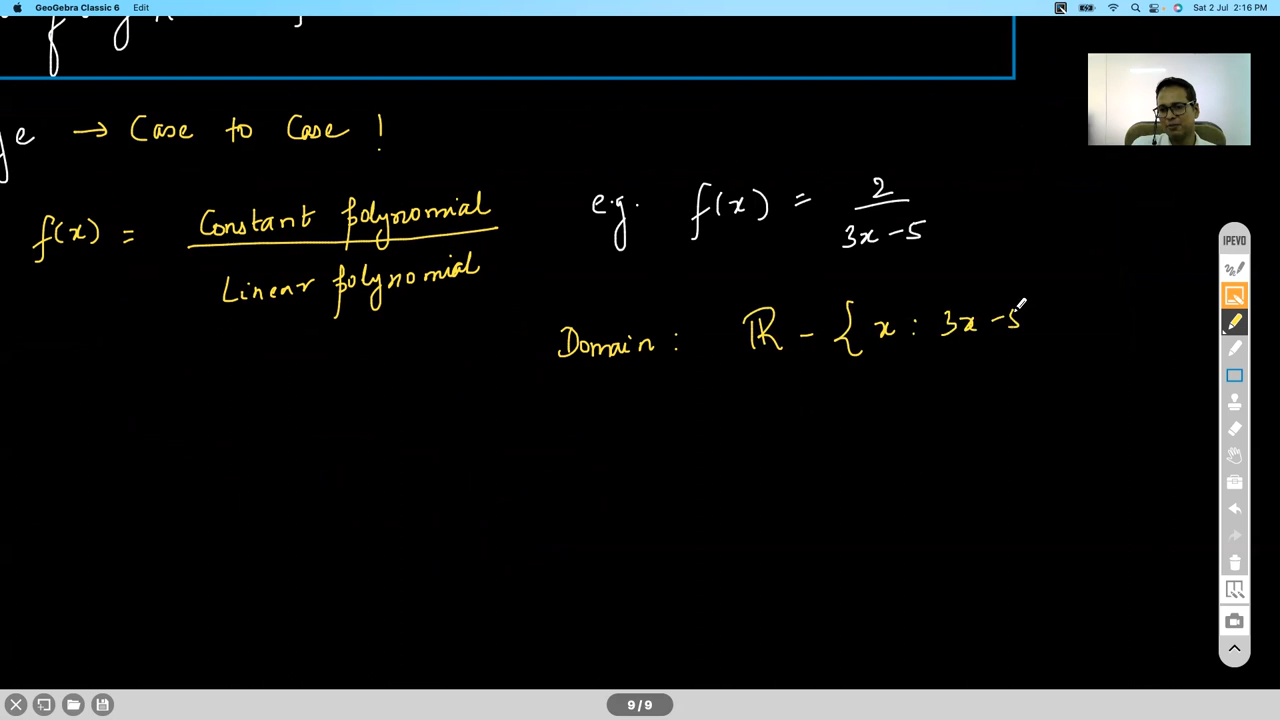 GeoGebra Classic 6 Edit Sat 2 Jul 2:16 PM
→ Case to Case !
f(x) = Constant polynomial
Linear polynomial
e.g. f(x) = 2
3x - 5
Domain : ℝ - { x : 3x - 5
IPEVO
9 / 9